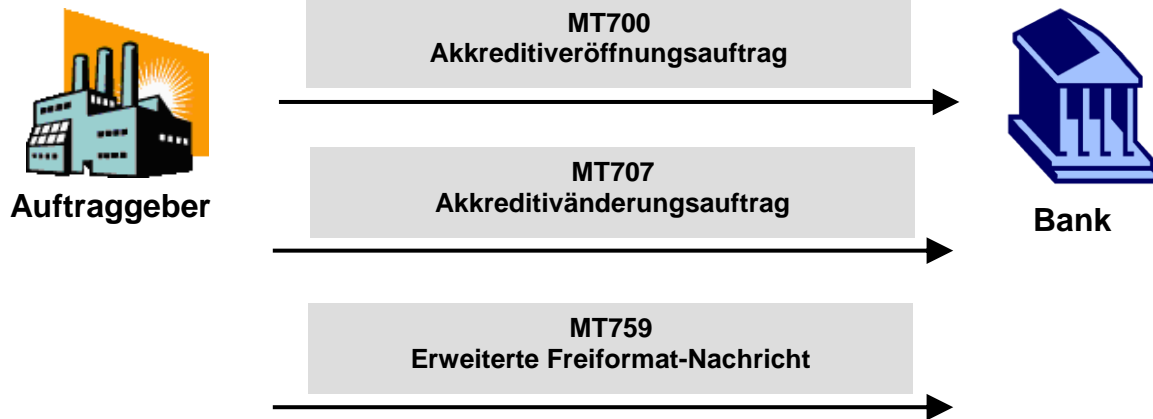 MT700
Akkreditiveröffnungsauftrag
MT707
Akkreditivänderungsauftrag
Auftraggeber
Bank
MT759
Erweiterte Freiformat-Nachricht